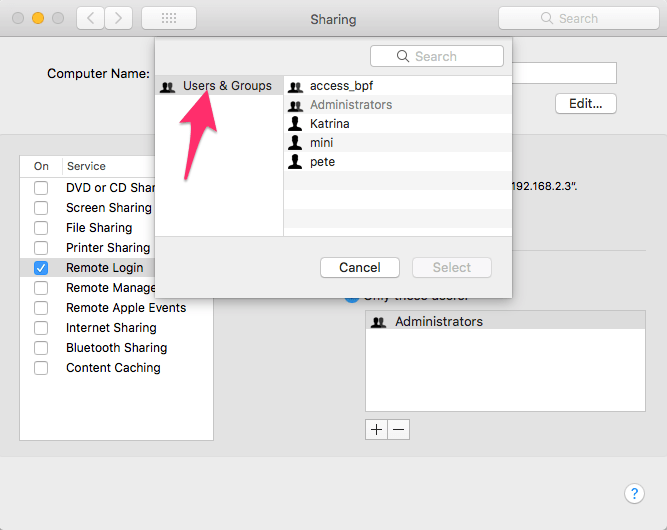 Sharing
Search
Search
Computer Name:
Edit...
Users & Groups
access_bpf
Administrators
Katrina
mini
pete
Cancel
Select
On Service
DVD or CD Sha
Screen Sharing
File Sharing
Printer Sharing
Remote Login
Remote Manage
Remote Apple Events
Internet Sharing
Bluetooth Sharing
Content Caching
192.168.2.3".
Only these users:
Administrators
+ −
?